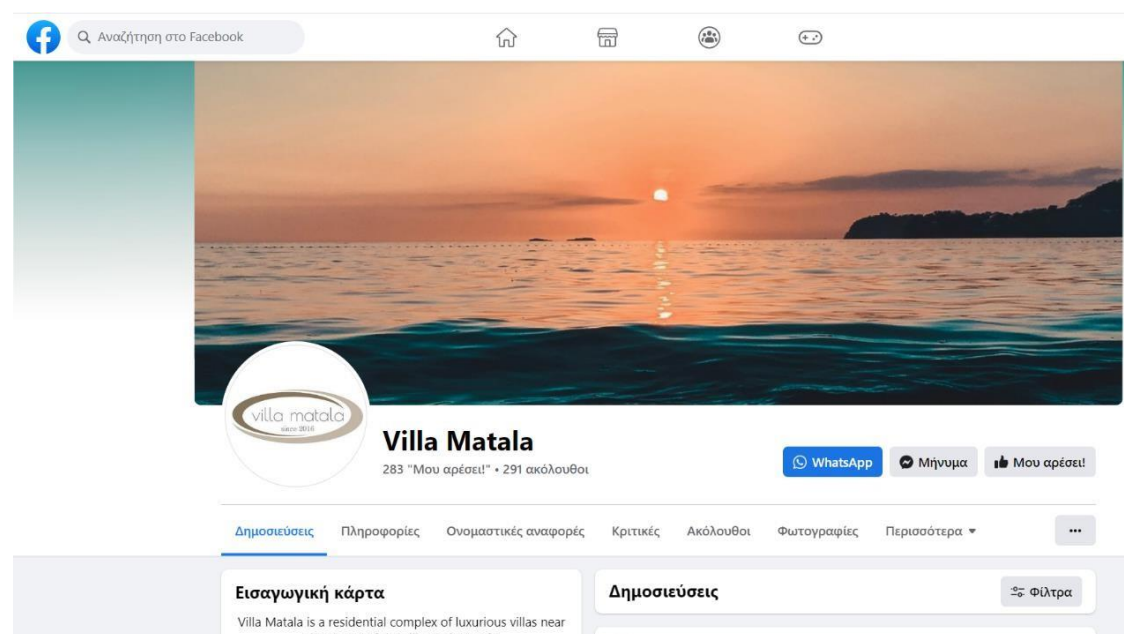 Αναζήτηση στο Facebook
villa matala
since 2016
Villa Matala
283 "Μου αρέσει!" • 291 ακόλουθοι
WhatsApp
Μήνυμα
Μου αρέσει!
Δημοσιεύσεις Πληροφορίες Ονομαστικές αναφορές Κριτικές Ακόλουθοι Φωτογραφίες Περισσότερα
Εισαγωγική κάρτα
Villa Matala is a residential complex of luxurious villas near
Δημοσιεύσεις
Φίλτρα